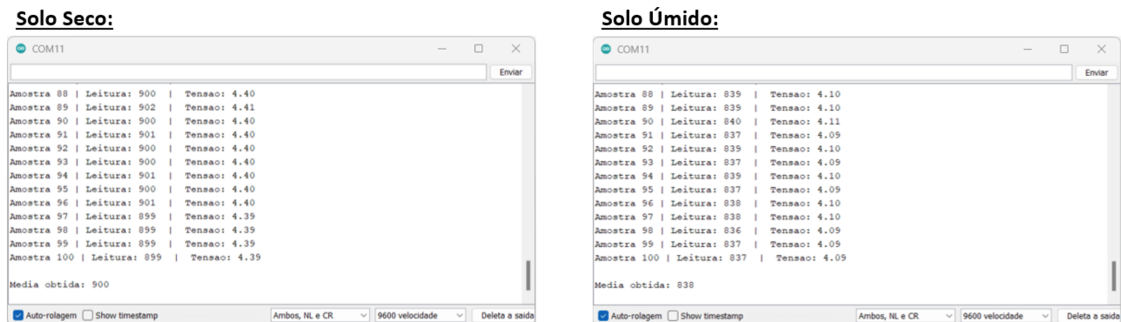 Solo Seco:
COM11
Enviar
Amostra 88 | Leitura: 900 | Tensao: 4.40
Amostra 89 | Leitura: 902 | Tensao: 4.41
Amostra 90 | Leitura: 900 | Tensao: 4.40
Amostra 91 | Leitura: 901 | Tensao: 4.40
Amostra 92 | Leitura: 900 | Tensao: 4.40
Amostra 93 | Leitura: 900 | Tensao: 4.40
Amostra 94 | Leitura: 901 | Tensao: 4.40
Amostra 95 | Leitura: 900 | Tensao: 4.40
Amostra 96 | Leitura: 901 | Tensao: 4.40
Amostra 97 | Leitura: 899 | Tensao: 4.39
Amostra 98 | Leitura: 899 | Tensao: 4.39
Amostra 99 | Leitura: 899 | Tensao: 4.39
Amostra 100 | Leitura: 899 | Tensao: 4.39
Media obtida: 900
Auto-rolagem Show timestamp Ambos, NL e CR 9600 velocidade Deleta a saida
Solo Úmido:
COM11
Enviar
Amostra 88 | Leitura: 839 | Tensao: 4.10
Amostra 89 | Leitura: 839 | Tensao: 4.10
Amostra 90 | Leitura: 840 | Tensao: 4.11
Amostra 91 | Leitura: 837 | Tensao: 4.09
Amostra 92 | Leitura: 839 | Tensao: 4.10
Amostra 93 | Leitura: 837 | Tensao: 4.09
Amostra 94 | Leitura: 839 | Tensao: 4.10
Amostra 95 | Leitura: 837 | Tensao: 4.09
Amostra 96 | Leitura: 838 | Tensao: 4.10
Amostra 97 | Leitura: 838 | Tensao: 4.10
Amostra 98 | Leitura: 836 | Tensao: 4.09
Amostra 99 | Leitura: 837 | Tensao: 4.09
Amostra 100 | Leitura: 837 | Tensao: 4.09
Media obtida: 838
Auto-rolagem Show timestamp Ambos, NL e CR 9600 velocidade Deleta a saida